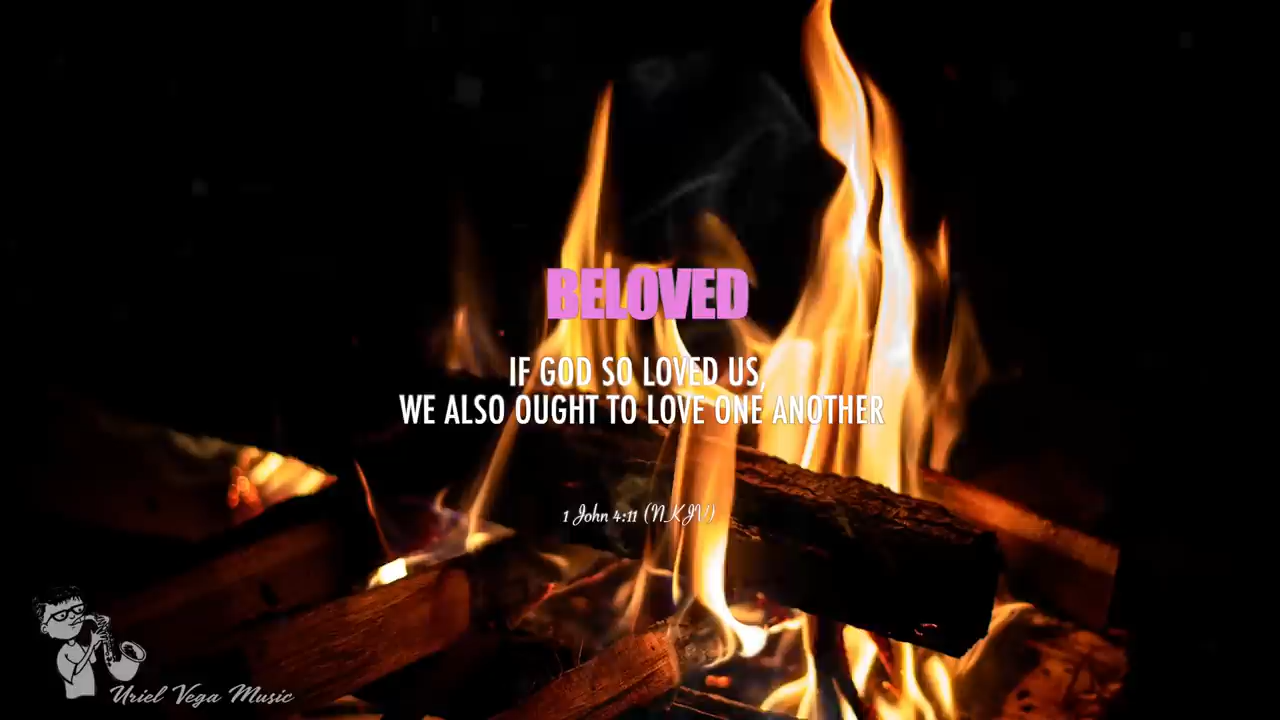 BELOVED
IF GOD SO LOVED US,
WE ALSO OUGHT TO LOVE ONE ANOTHER
1 John 4:11 (NKJV)
Uriel Vega Music